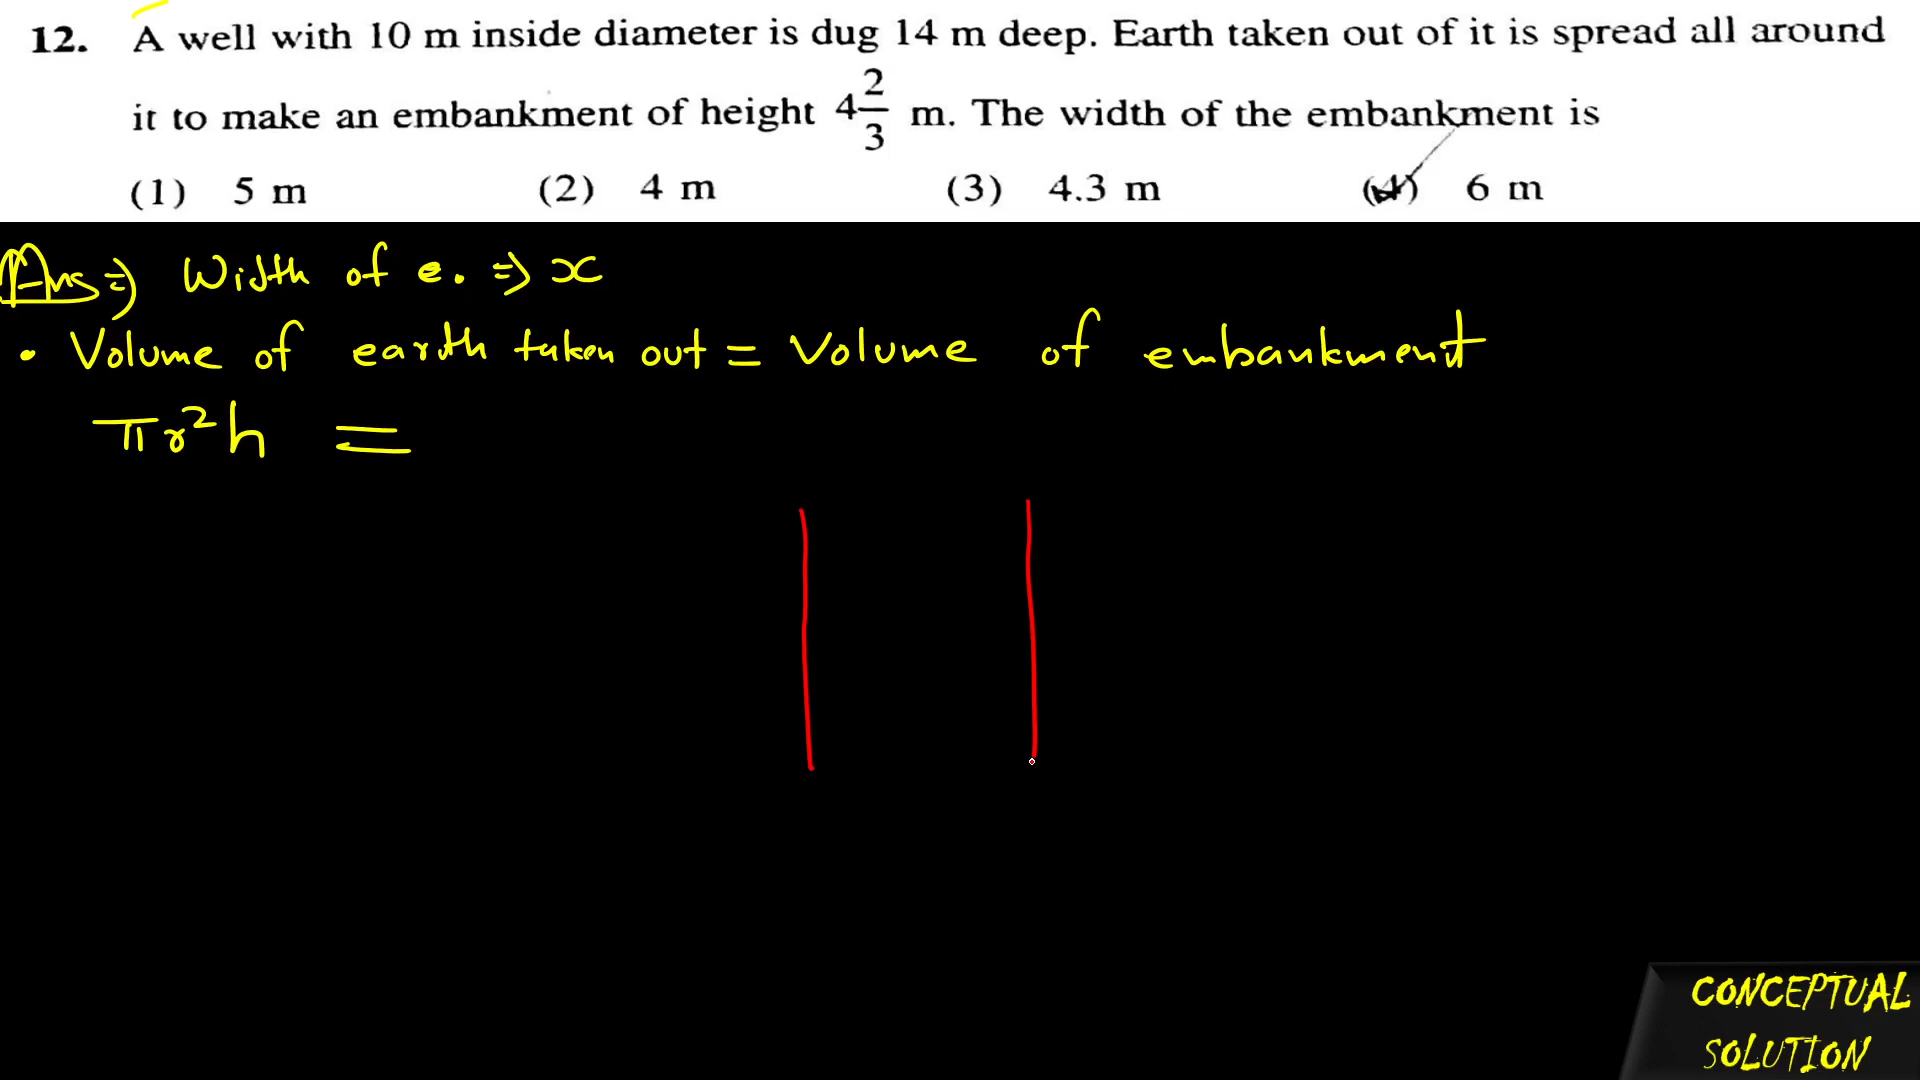 12. A well with 10 m inside diameter is dug 14 m deep. Earth taken out of it is spread all around
it to make an embankment of height 4 2/3 m. The width of the embankment is
(1) 5 m (2) 4 m (3) 4.3 m (4) 6 m
Ans ⇒ Width of e. ⇒ x
• Volume of earth taken out = Volume of embankment
πr²h =
CONCEPTUAL
SOLUTION